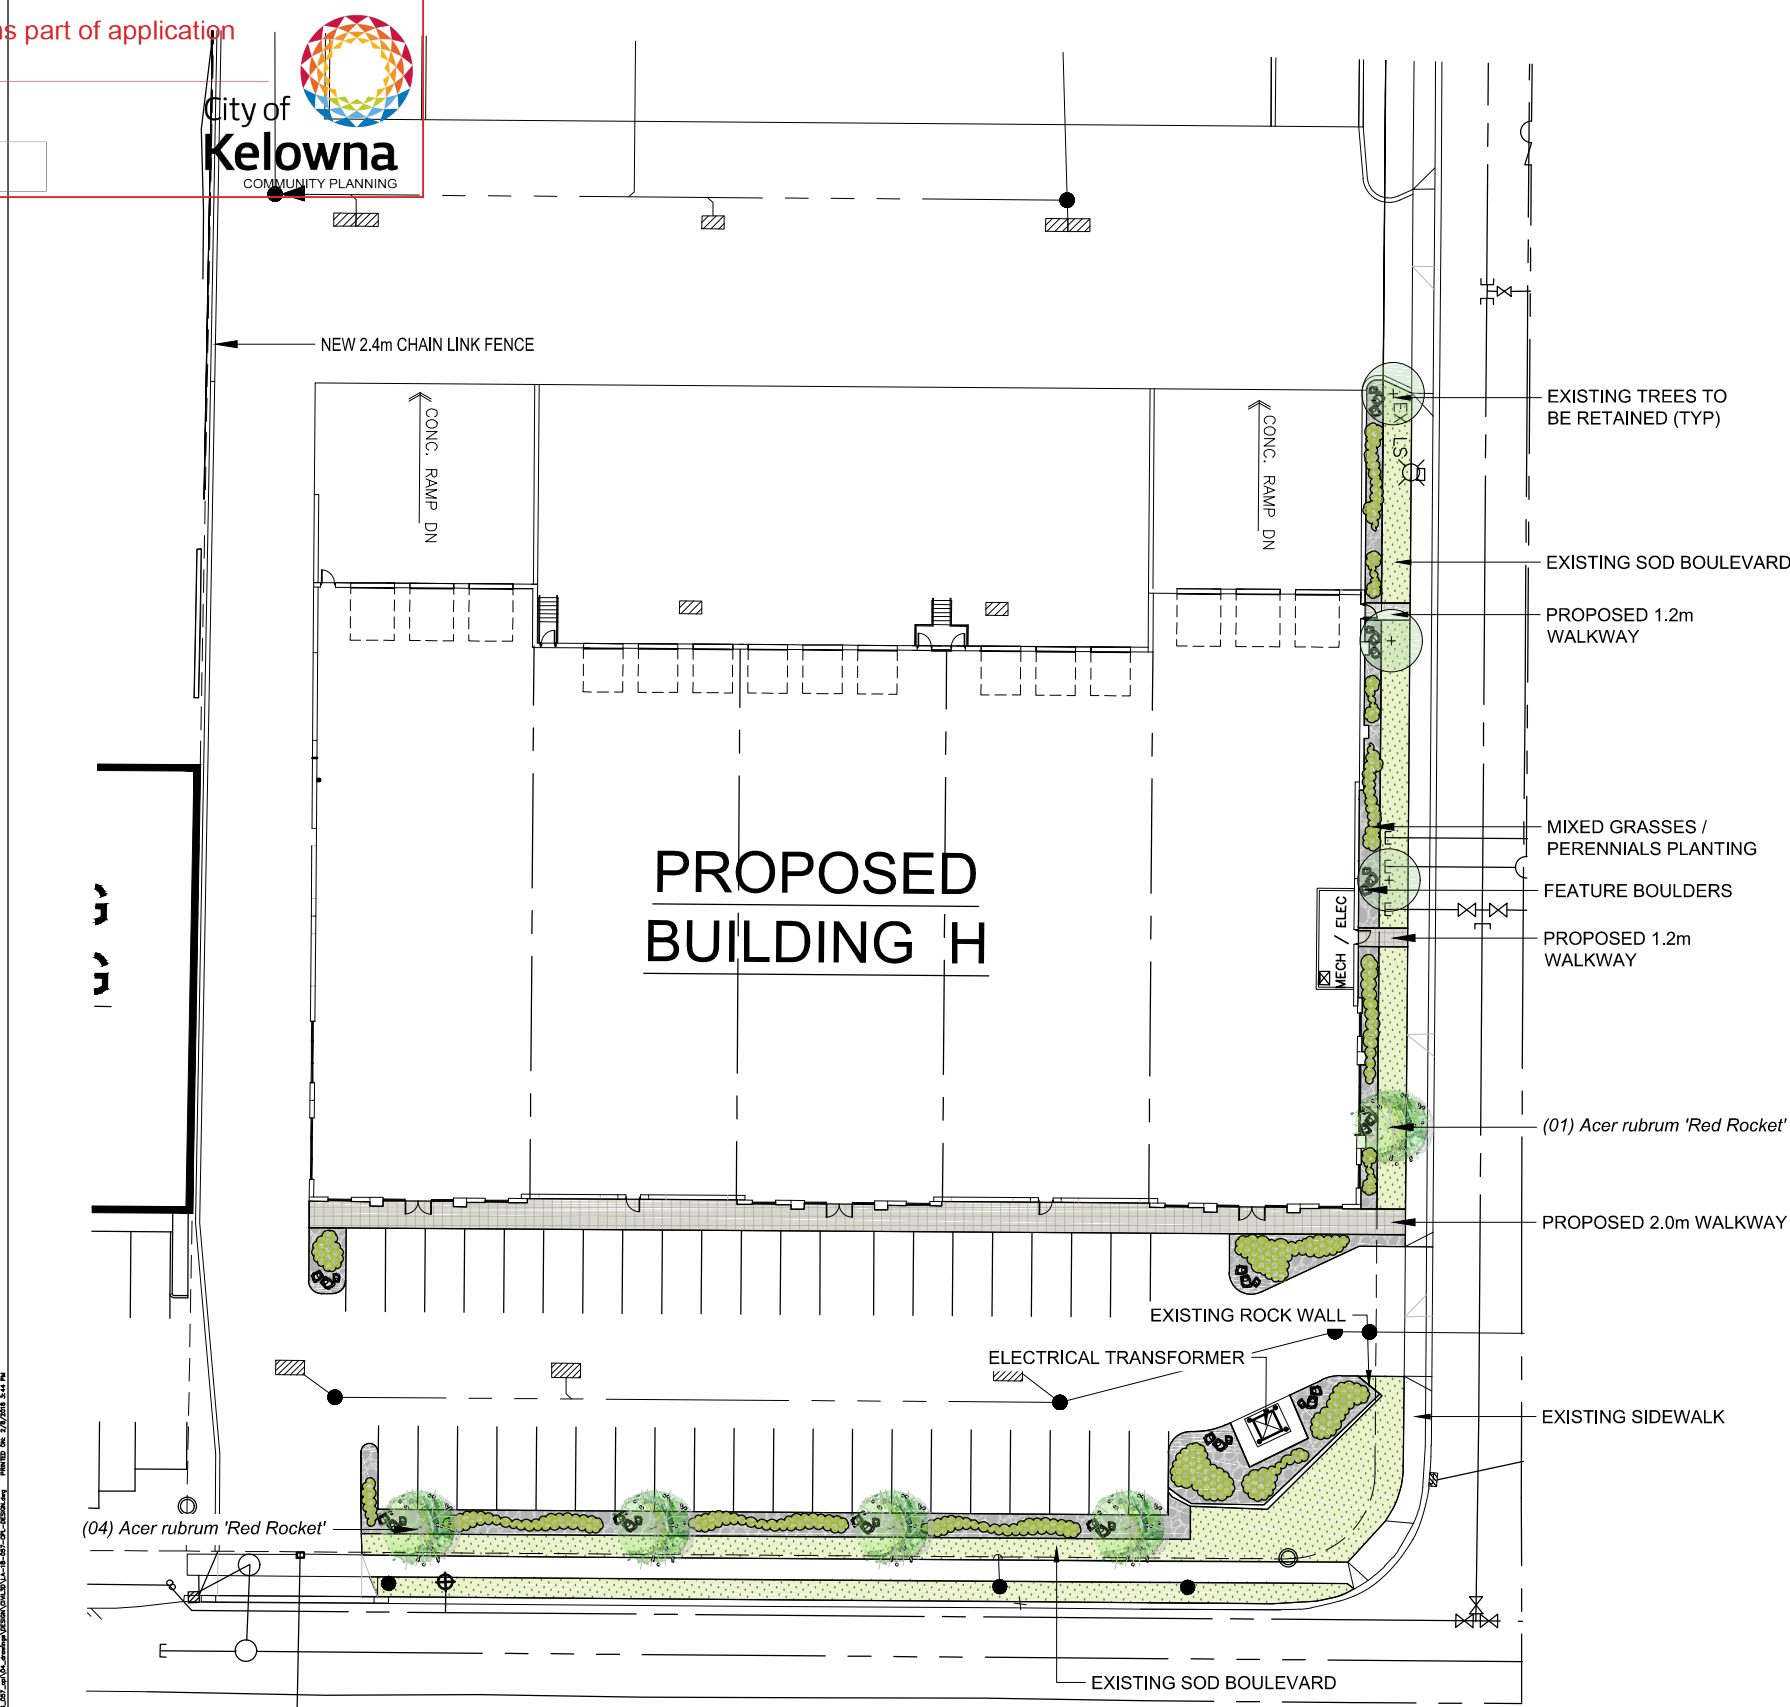 as part of application
City of
Kelowna
COMMUNITY PLANNING
NEW 2.4m CHAIN LINK FENCE
CONC. RAMP DN
CONC. RAMP DN
EX LS
EXISTING TREES TO
BE RETAINED (TYP)
EXISTING SOD BOULEVARD
PROPOSED 1.2m
WALKWAY
PROPOSED
BUILDING H
MECH / ELEC
MIXED GRASSES /
PERENNIALS PLANTING
FEATURE BOULDERS
PROPOSED 1.2m
WALKWAY
(01) Acer rubrum 'Red Rocket'
PROPOSED 2.0m WALKWAY
EXISTING ROCK WALL
ELECTRICAL TRANSFORMER
EXISTING SIDEWALK
(04) Acer rubrum 'Red Rocket'
EXISTING SOD BOULEVARD